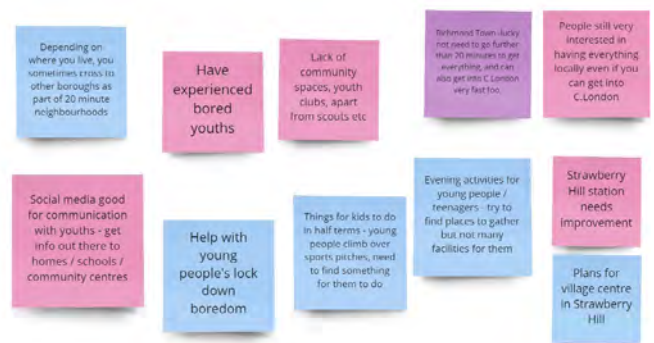 Depending on
where you live, you
sometimes cross to
other boroughs as
part of 20 minute
neighbourhoods
Have
experienced
bored
youths
Lack of
community
spaces, youth
clubs, apart
from scouts etc
Richmond Town -lucky
not need to go further
than 20 minutes to get
everything, and can
also get into C.London
very fast too.
People still very
interested in
having everything
locally even if you
can get into
C.London
Social media good
for communication
with youths - get
info out there to
homes / schools /
community centres
Help with
young
people's lock
down
boredom
Things for kids to do
in half terms - young
people climb over
sports pitches, need
to find something
for them to do
Evening activities for
young people /
teenagers - try to
find places to gather
but not many
facilities for them
Strawberry
Hill station
needs
improvement
Plans for
village centre
in Strawberry
Hill